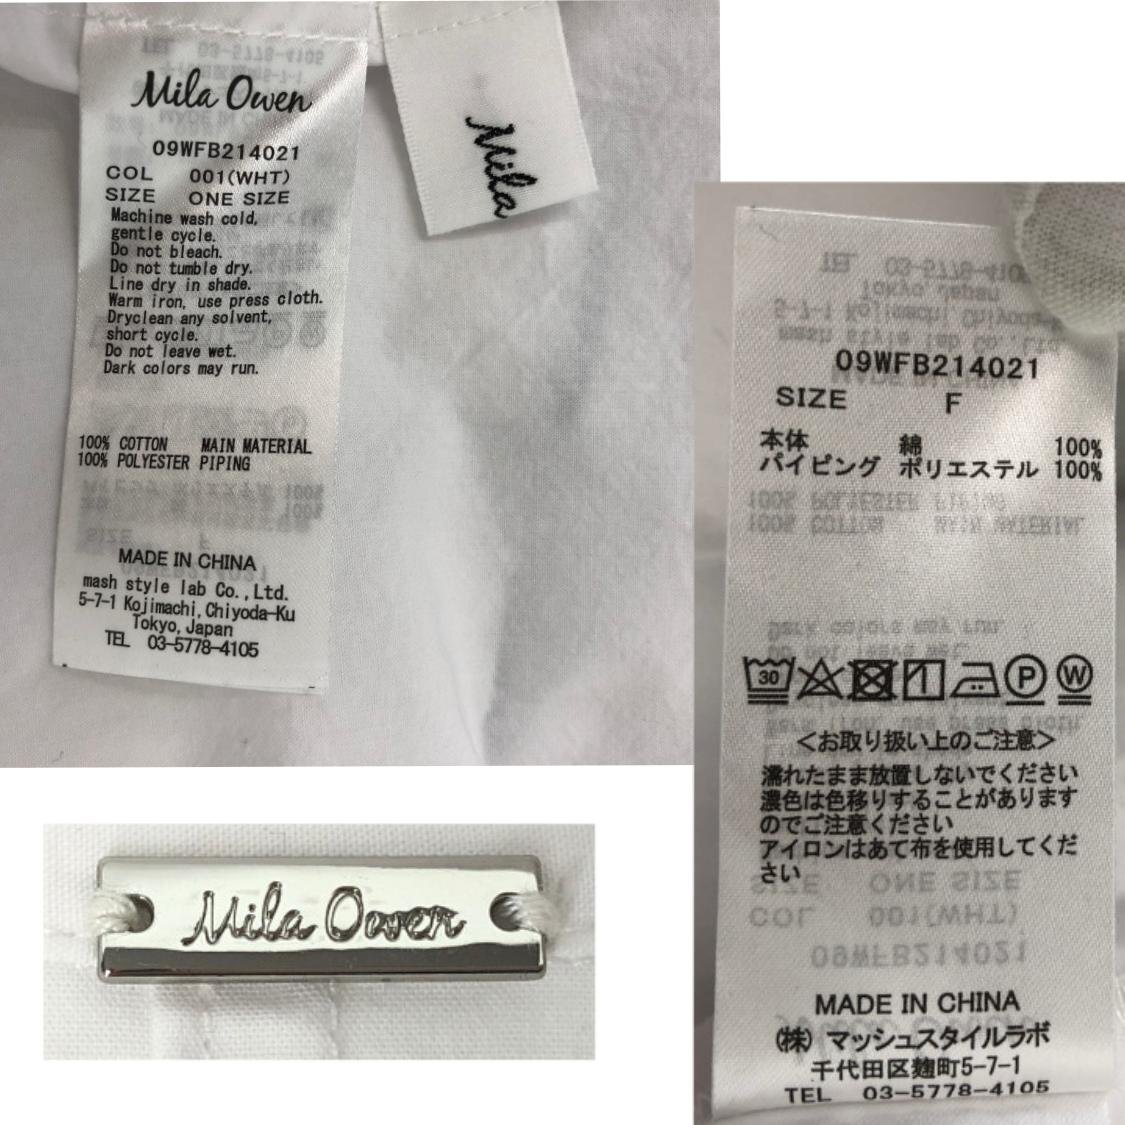 Mila Owen
09WFB214021
COL 001(WHT)
SIZE ONE SIZE
Machine wash cold,
gentle cycle.
Do not bleach.
Do not tumble dry.
Line dry in shade.
Warm iron, use press cloth.
Dryclean any solvent,
short cycle.
Do not leave wet.
Dark colors may run.
100% COTTON MAIN MATERIAL
100% POLYESTER PIPING
MADE IN CHINA
mash style lab Co.,Ltd.
5-7-1 Kojimachi,Chiyoda-Ku
Tokyo,Japan
TEL 03-5778-4105
Mila
Mila Owen
09WFB214021
SIZE F
本体 綿 100%
パイピング ポリエステル 100%
30 P W
<お取り扱い上のご注意>
濡れたまま放置しないでください
濃色は色移りすることがあります
のでご注意ください
アイロンはあて布を使用してくだ
さい
MADE IN CHINA
(株) マッシュスタイルラボ
千代田区麹町5-7-1
TEL 03-5778-4105